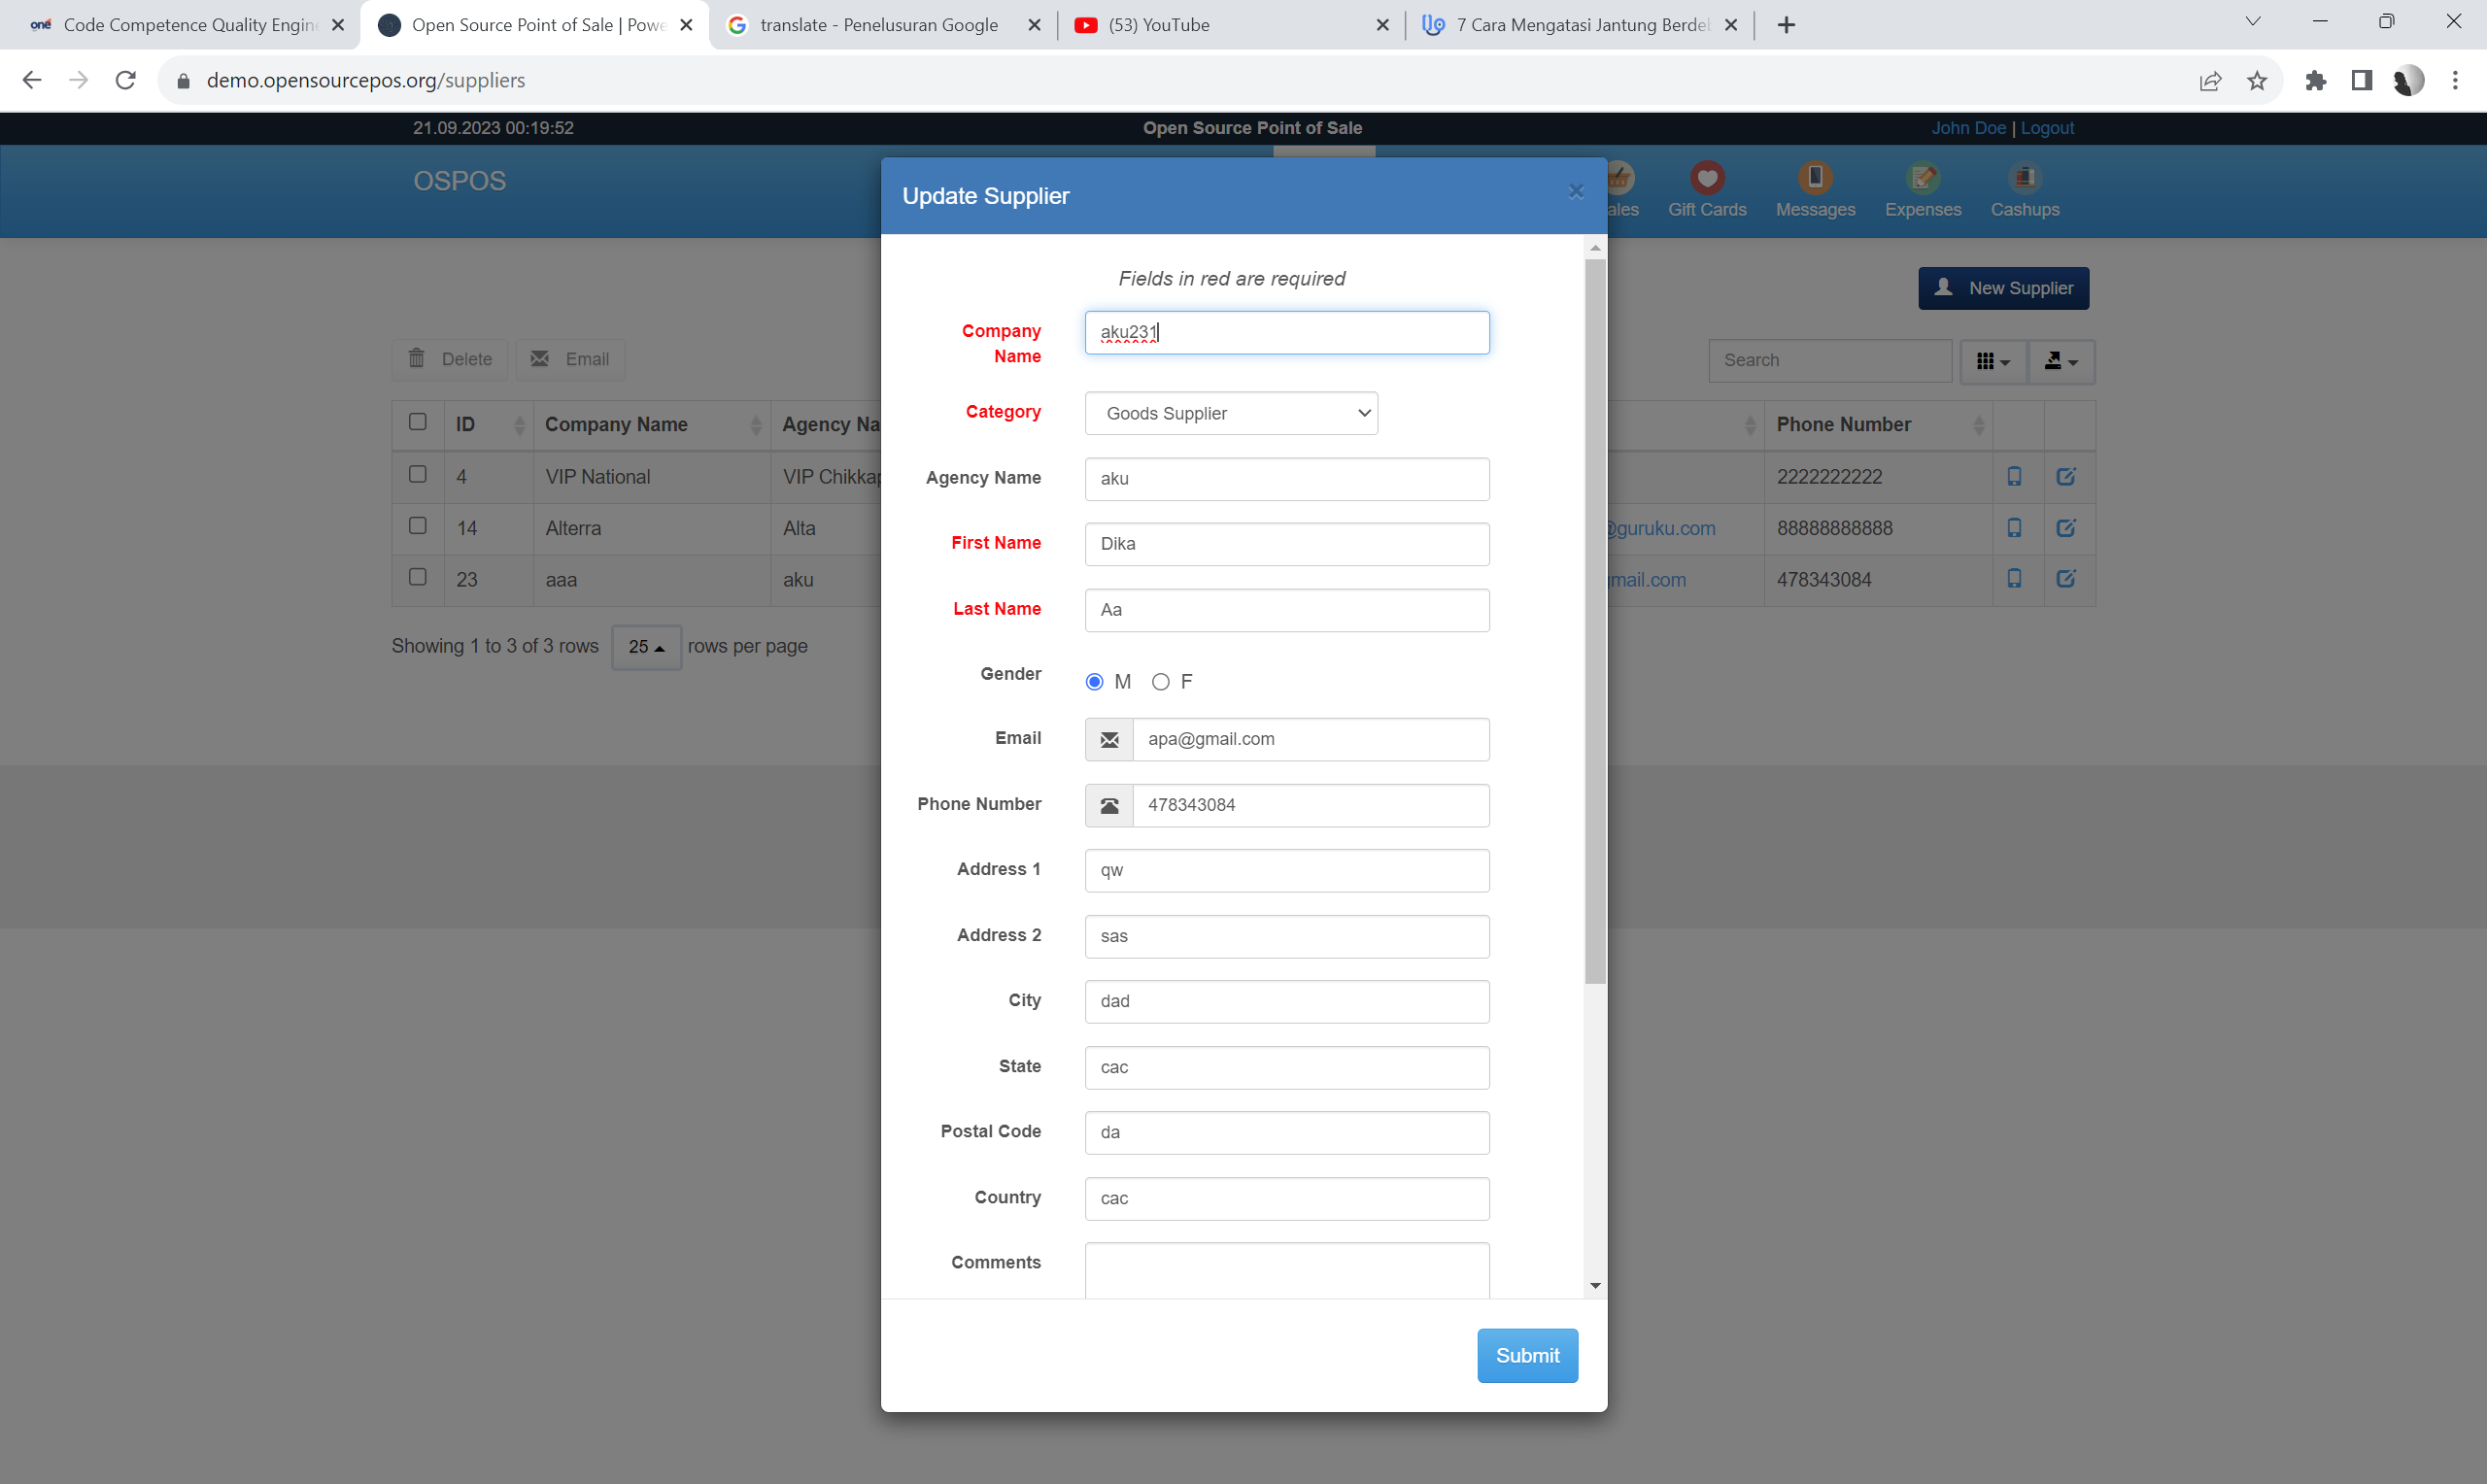 Code Competence Quality Engin
Open Source Point of Sale | Powe
translate - Penelusuran Google
(53) YouTube
7 Cara Mengatasi Jantung Berdeb
demo.opensourcepos.org/suppliers
21.09.2023 00:19:52
Open Source Point of Sale
John Doe | Logout
OSPOS
ales
Gift Cards
Messages
Expenses
Cashups
Update Supplier
New Supplier
Delete
Email
Search
ID
Company Name
Agency Na
Phone Number
4
VIP National
VIP Chikka
2222222222
14
Alterra
Alta
@guruku.com
88888888888
23
aaa
aku
mail.com
478343084
Showing 1 to 3 of 3 rows
25
rows per page
Fields in red are required
Company
Name
aku231
Category
Goods Supplier
Agency Name
aku
First Name
Dika
Last Name
Aa
Gender
M
F
Email
apa@gmail.com
Phone Number
478343084
Address 1
qw
Address 2
sas
City
dad
State
cac
Postal Code
da
Country
cac
Comments
Submit